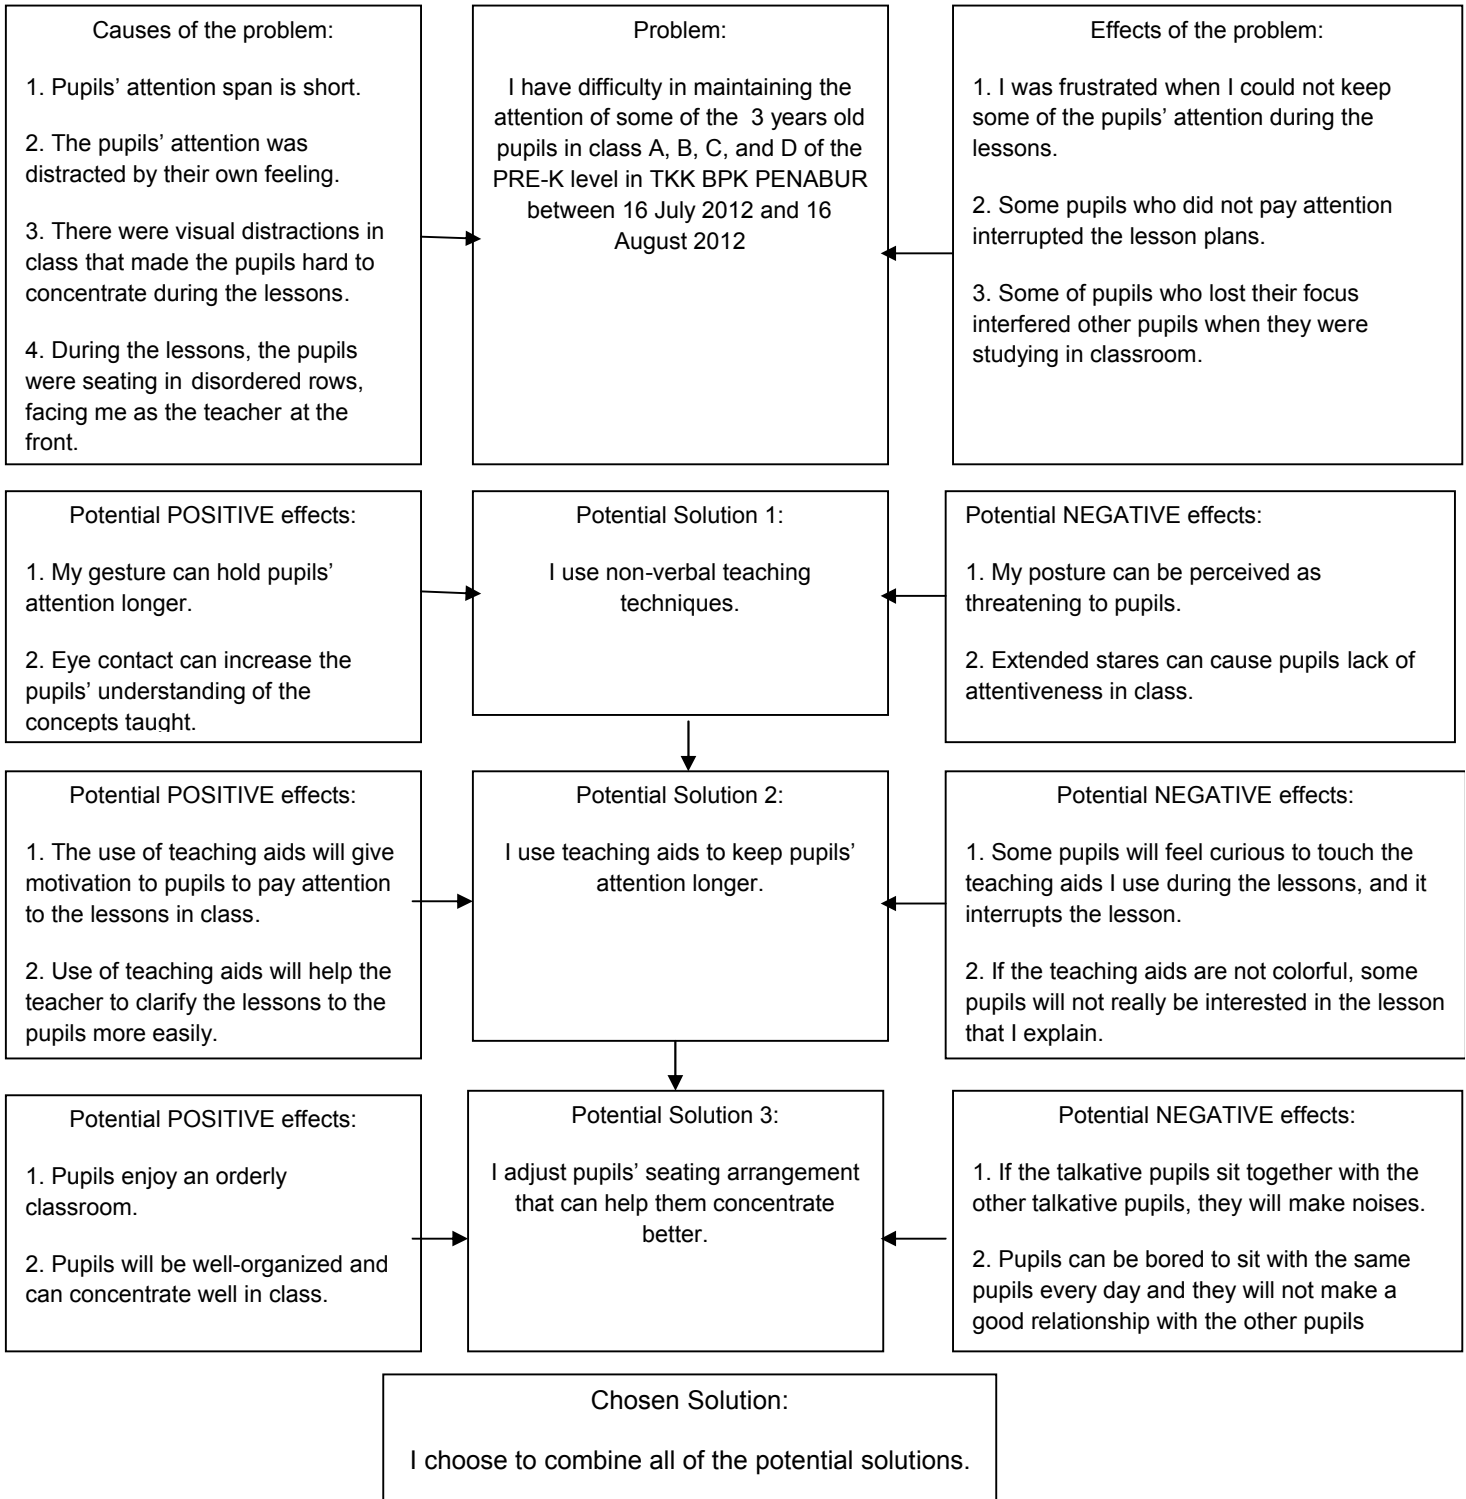 Causes of the problem:
1. Pupils’ attention span is short.
2. The pupils’ attention was
distracted by their own feeling.
3. There were visual distractions in
class that made the pupils hard to
concentrate during the lessons.
4. During the lessons, the pupils
were seating in disordered rows,
facing me as the teacher at the
front.
Problem:
I have difficulty in maintaining the
attention of some of the 3 years old
pupils in class A, B, C, and D of the
PRE-K level in TKK BPK PENABUR
between 16 July 2012 and 16
August 2012
Effects of the problem:
1. I was frustrated when I could not keep
some of the pupils’ attention during the
lessons.
2. Some pupils who did not pay attention
interrupted the lesson plans.
3. Some of pupils who lost their focus
interfered other pupils when they were
studying in classroom.
Potential POSITIVE effects:
1. My gesture can hold pupils’
attention longer.
2. Eye contact can increase the
pupils’ understanding of the
concepts taught.
Potential Solution 1:
I use non-verbal teaching
techniques.
Potential NEGATIVE effects:
1. My posture can be perceived as
threatening to pupils.
2. Extended stares can cause pupils lack of
attentiveness in class.
Potential POSITIVE effects:
1. The use of teaching aids will give
motivation to pupils to pay attention
to the lessons in class.
2. Use of teaching aids will help the
teacher to clarify the lessons to the
pupils more easily.
Potential Solution 2:
I use teaching aids to keep pupils’
attention longer.
Potential NEGATIVE effects:
1. Some pupils will feel curious to touch the
teaching aids I use during the lessons, and it
interrupts the lesson.
2. If the teaching aids are not colorful, some
pupils will not really be interested in the lesson
that I explain.
Potential POSITIVE effects:
1. Pupils enjoy an orderly
classroom.
2. Pupils will be well-organized and
can concentrate well in class.
Potential Solution 3:
I adjust pupils’ seating arrangement
that can help them concentrate
better.
Potential NEGATIVE effects:
1. If the talkative pupils sit together with the
other talkative pupils, they will make noises.
2. Pupils can be bored to sit with the same
pupils every day and they will not make a
good relationship with the other pupils
Chosen Solution:
I choose to combine all of the potential solutions.